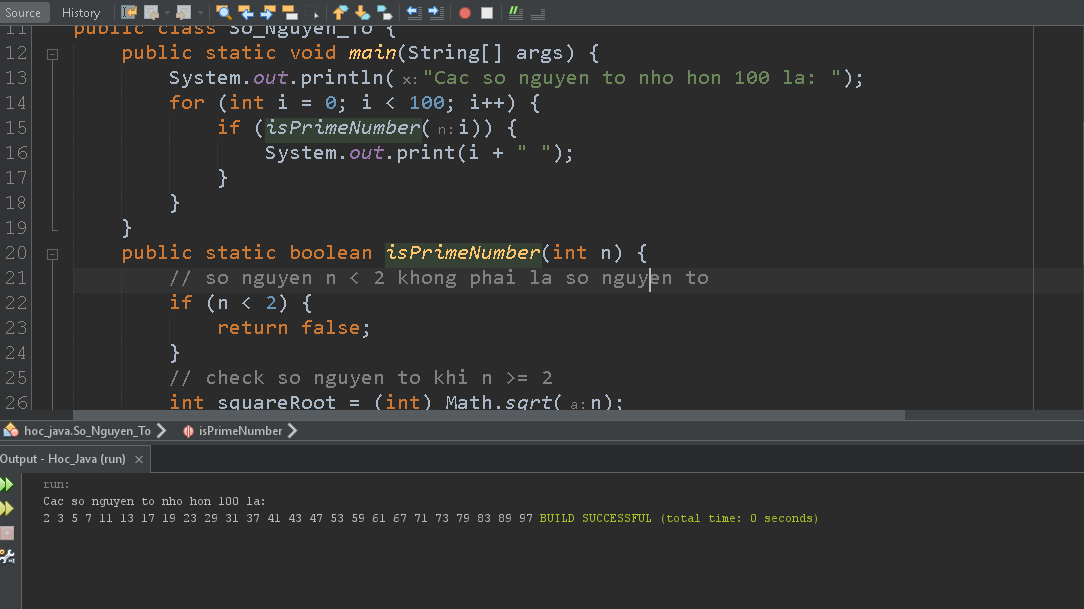 Source History
11 public class So_Nguyen_To {
12 public static void main(String[] args) {
13 System.out.println( x: "Cac so nguyen to nho hon 100 la: ");
14 for (int i = 0; i < 100; i++) {
15 if (isPrimeNumber( n: i)) {
16 System.out.print(i + " ");
17 }
18 }
19 }
20 public static boolean isPrimeNumber(int n) {
21 // so nguyen n < 2 khong phai la so nguyen to
22 if (n < 2) {
23 return false;
24 }
25 // check so nguyen to khi n >= 2
26 int squareRoot = (int) Math.sqrt( a: n);
hoc_java.So_Nguyen_To isPrimeNumber
Output - Hoc_Java (run) ×
run:
Cac so nguyen to nho hon 100 la:
2 3 5 7 11 13 17 19 23 29 31 37 41 43 47 53 59 61 67 71 73 79 83 89 97 BUILD SUCCESSFUL (total time: 0 seconds)